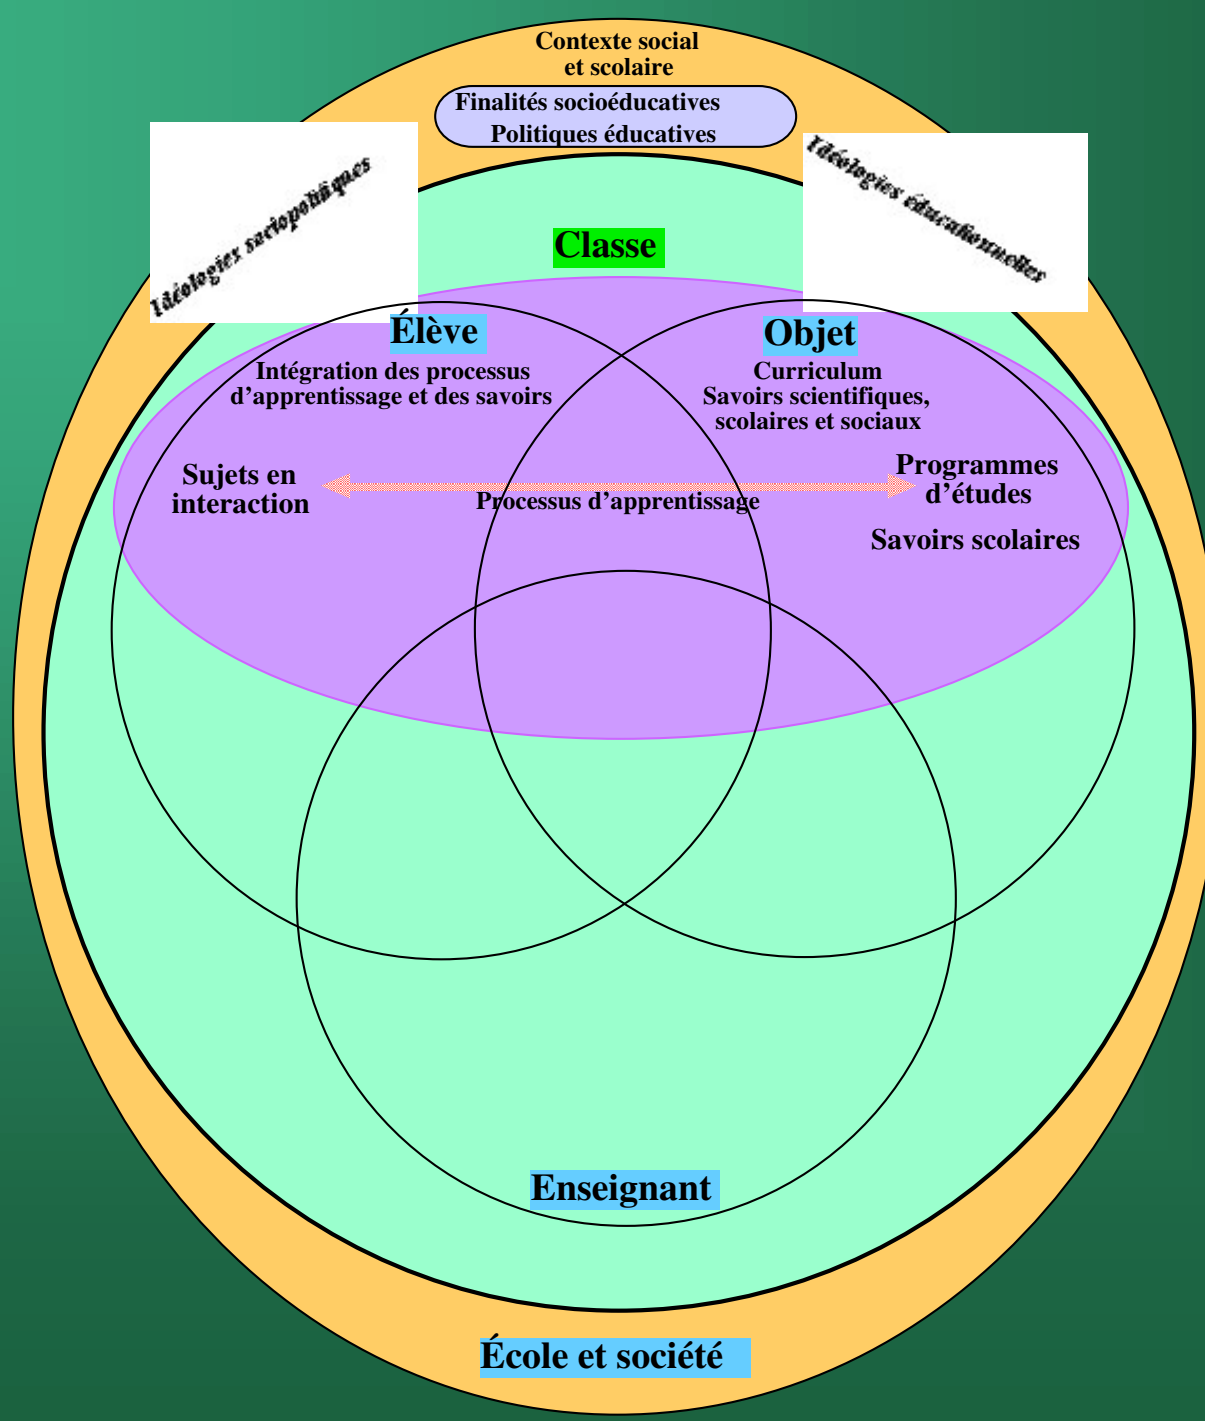 Contexte social
et scolaire
Finalités socioéducatives
Politiques éducatives
Idéologies sociopolitiques
Idéologies éducationnelles
Classe
Élève
Objet
Intégration des processus
d’apprentissage et des savoirs
Curriculum
Savoirs scientifiques,
scolaires et sociaux
Sujets en
interaction
Processus d’apprentissage
Programmes
d’études
Savoirs scolaires
Enseignant
École et société